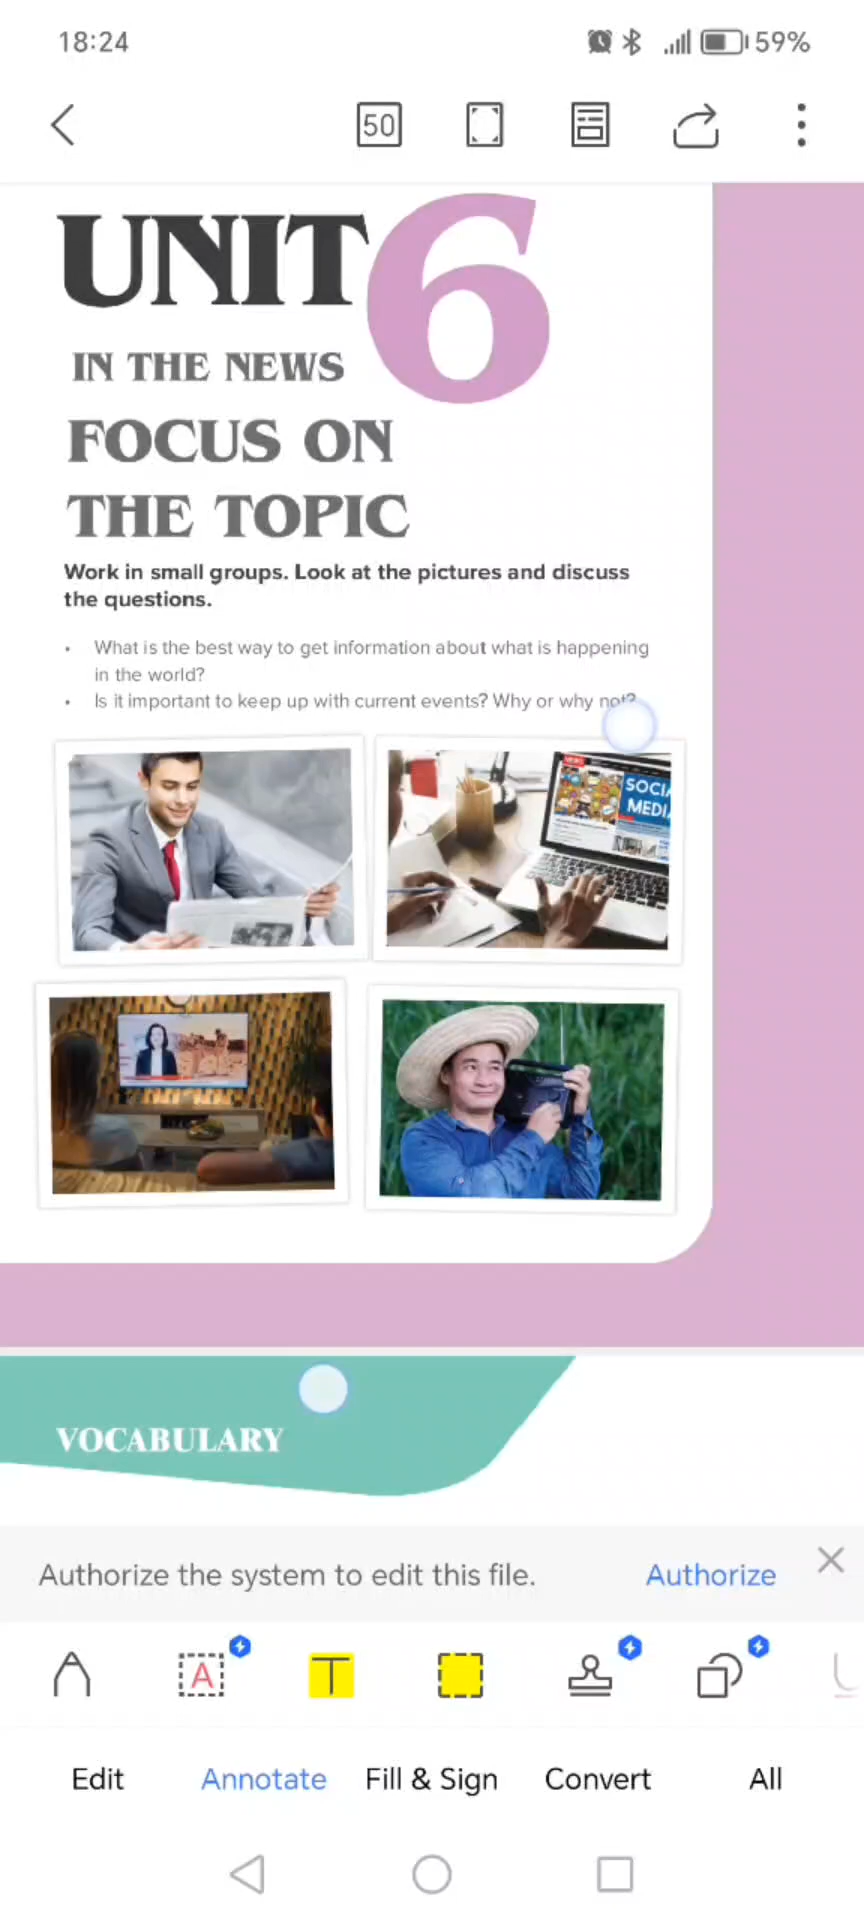 18:24
59%
50
UNIT 6
IN THE NEWS
FOCUS ON
THE TOPIC
Work in small groups. Look at the pictures and discuss
the questions.
• What is the best way to get information about what is happening
in the world?
• Is it important to keep up with current events? Why or why not?
NEWS
SOCIA
MEDIA
VOCABULARY
Authorize the system to edit this file.
Authorize
A
T
Edit
Annotate
Fill & Sign
Convert
All